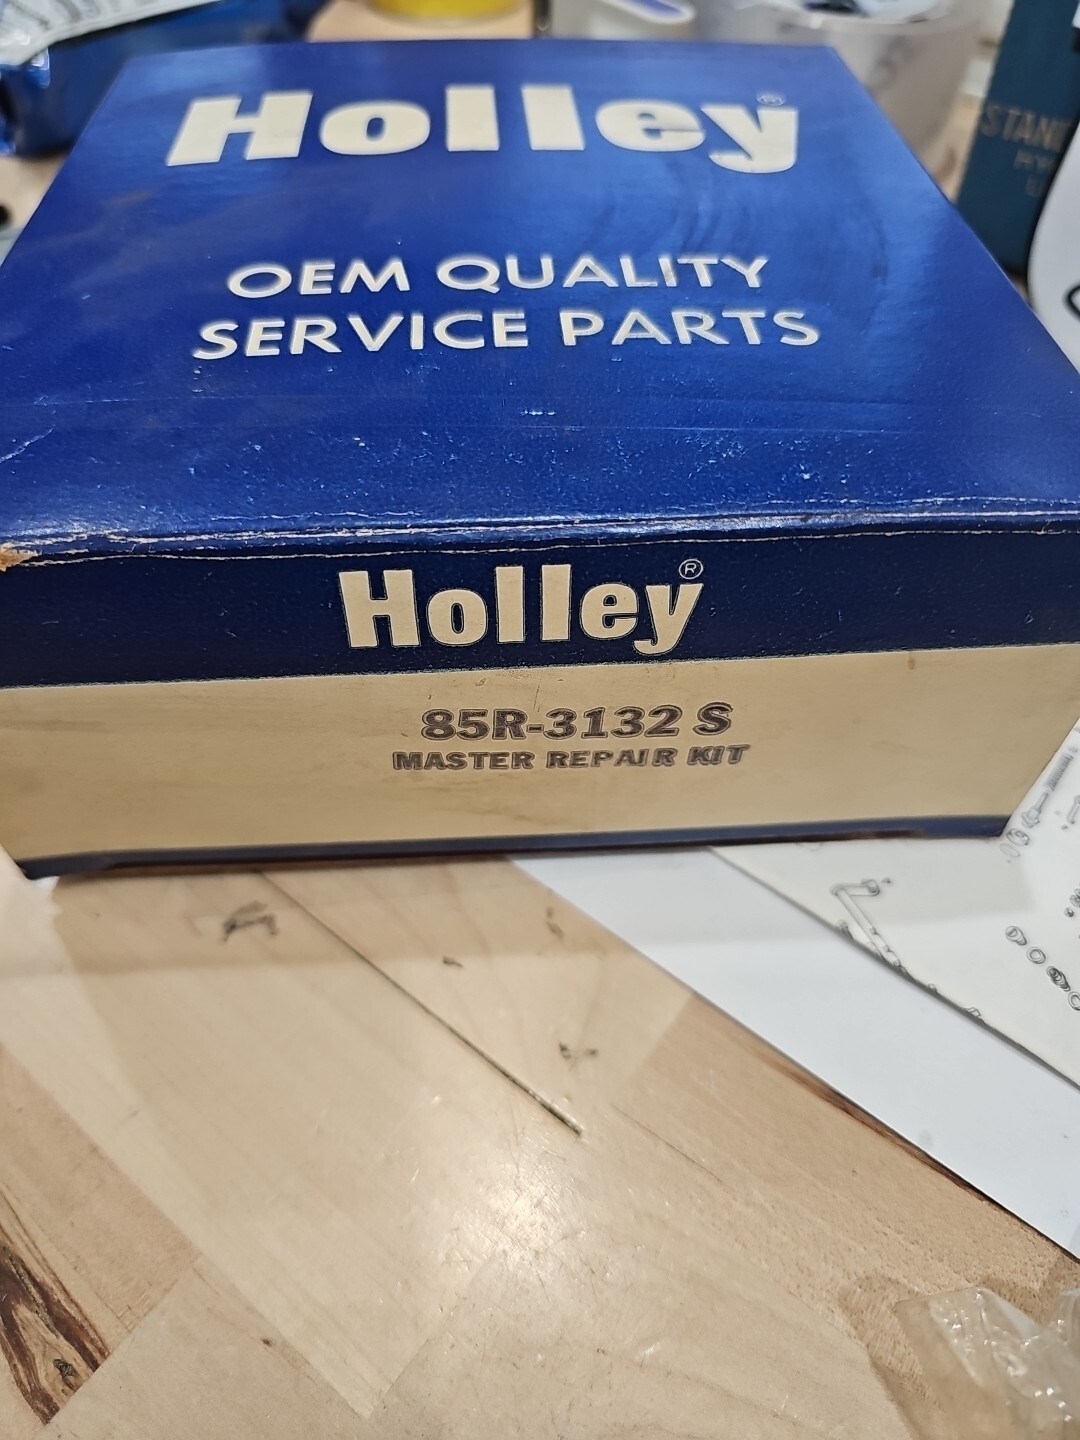 Holley®
OEM QUALITY
SERVICE PARTS
Holley®
85R-3132 S
MASTER REPAIR KIT